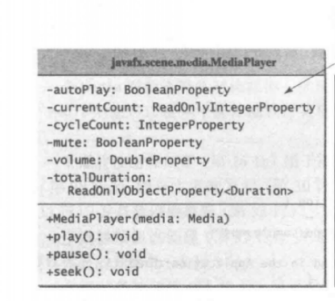 javafx.scene.media.MediaPlayer
-autoPlay: BooleanProperty
-currentCount: ReadOnlyIntegerProperty
-cycleCount: IntegerProperty
-mute: BooleanProperty
-volume: DoubleProperty
-totalDuration:
ReadOnlyObjectProperty<Duration>
+MediaPlayer(media: Media)
+play(): void
+pause(): void
+seek(): void